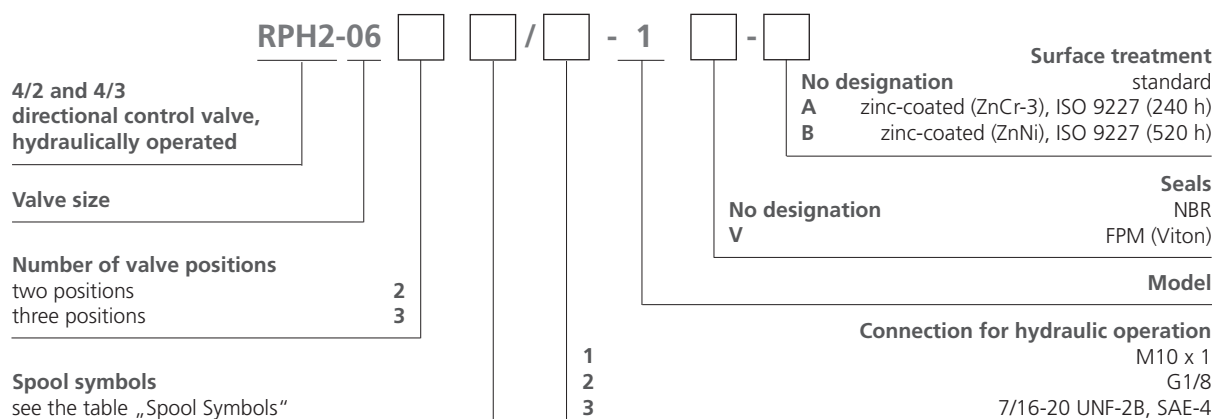 RPH2-06 / - 1 -
4/2 and 4/3
directional control valve,
hydraulically operated
Valve size
Number of valve positions
two positions 2
three positions 3
Spool symbols
see the table „Spool Symbols“
Surface treatment
No designation standard
A zinc-coated (ZnCr-3), ISO 9227 (240 h)
B zinc-coated (ZnNi), ISO 9227 (520 h)
Seals
No designation NBR
V FPM (Viton)
Model
Connection for hydraulic operation
1 M10 x 1
2 G1/8
3 7/16-20 UNF-2B, SAE-4